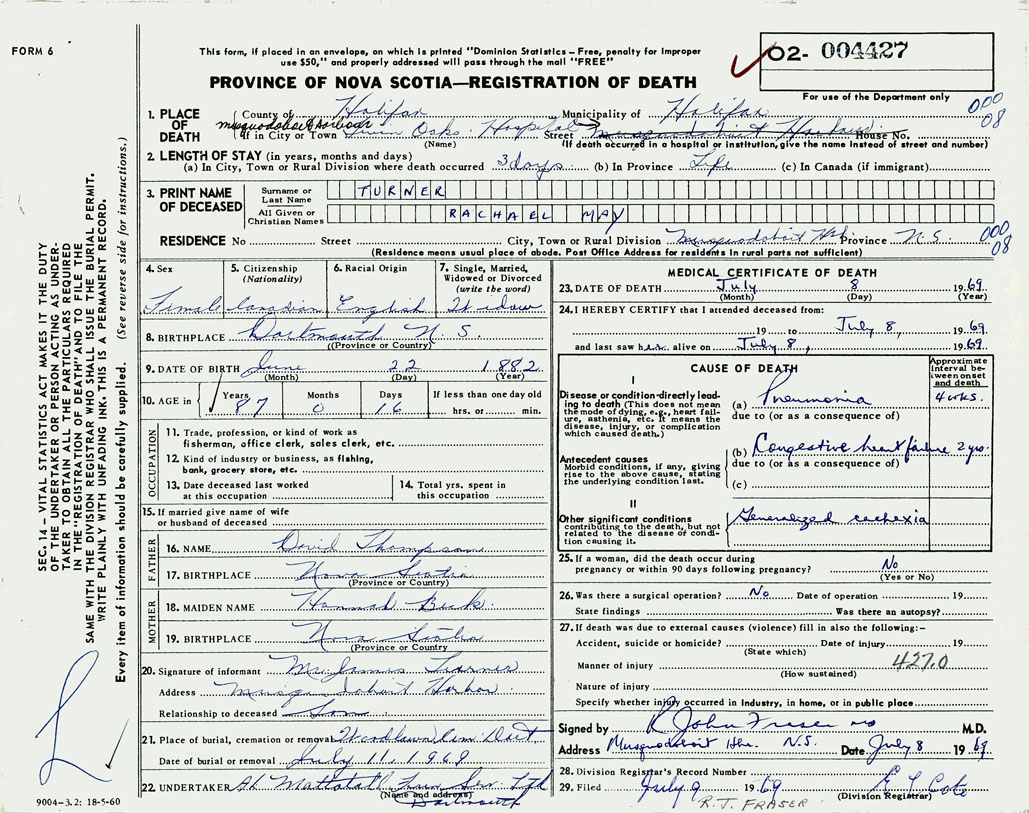 FORM 6
This form, if placed in an envelope, on which is printed "Dominion Statistics – Free, penalty for improper
use $50," and properly addressed will pass through the mail "FREE"
PROVINCE OF NOVA SCOTIA—REGISTRATION OF DEATH
O2- 004427
For use of the Department only
000
08
1. PLACE OF DEATH
County of Halifax Municipality of Halifax
Musquodoboit Harbour
If in City or Town Twin Oaks Hospital Street Musquodoboit Harbour House No.
(Name) (If death occurred in a hospital or institution, give the name instead of street and number)
2. LENGTH OF STAY (in years, months and days)
(a) In City, Town or Rural Division where death occurred 3 days (b) In Province Life (c) In Canada (if immigrant)
3. PRINT NAME OF DECEASED
Surname or Last Name TURNER
All Given or Christian Names RACHAEL MAY
000
08
RESIDENCE No Street City, Town or Rural Division Musquodoboit Hbr Province N.S.
(Residence means usual place of abode. Post Office Address for residents in rural parts not sufficient)
4. Sex Female
5. Citizenship (Nationality) Canadian
6. Racial Origin English
7. Single, Married, Widowed or Divorced (write the word) Widow
8. BIRTHPLACE Dartmouth N.S.
(Province or Country)
9. DATE OF BIRTH June 22 1882
(Month) (Day) (Year)
10. AGE in Years 87 Months 0 Days 16 If less than one day old
hrs. or min.
OCCUPATION
11. Trade, profession, or kind of work as
fisherman, office clerk, sales clerk, etc.
12. Kind of industry or business, as fishing,
bank, grocery store, etc.
13. Date deceased last worked
at this occupation
14. Total yrs. spent in
this occupation
15. If married give name of wife
or husband of deceased
FATHER
16. NAME David Thompson
17. BIRTHPLACE Nova Scotia
(Province or Country)
MOTHER
18. MAIDEN NAME Hannah Beck
19. BIRTHPLACE Nova Scotia
(Province or Country
20. Signature of informant Mr. James Turner
Address Musquodoboit Harbor
Relationship to deceased Son
21. Place of burial, cremation or removal Woodlawn Cem. Dart
Date of burial or removal July 11, 1969
22. UNDERTAKER Mattatall Fun Ser. Ltd
(Name and address)
Dartmouth
MEDICAL CERTIFICATE OF DEATH
23. DATE OF DEATH July 8 1969
(Month) (Day) (Year)
24. I HEREBY CERTIFY that I attended deceased from:
19 to July 8, 1969
and last saw her alive on July 8, 1969.
CAUSE OF DEATH
Approximate interval between onset and death
I
Disease or condition directly leading to death (This does not mean
the mode of dying, e.g., heart failure, asthenia, etc. It means the
disease, injury, or complication
which caused death.)
(a) Pneumonia 4 wks.
due to (or as a consequence of)
Antecedent causes
Morbid conditions, if any, giving
rise to the above cause, stating
the underlying condition last.
(b) Congestive heart failure 2 yrs.
due to (or as a consequence of)
(c)
II
Other significant conditions
contributing to the death, but not
related to the disease or condition causing it.
Generalized cachexia
25. If a woman, did the death occur during
pregnancy or within 90 days following pregnancy? No
(Yes or No)
26. Was there a surgical operation? No Date of operation 19
State findings Was there an autopsy?
27. If death was due to external causes (violence) fill in also the following:–
Accident, suicide or homicide? Date of injury 19
(State which)
Manner of injury 427.0
(How sustained)
Nature of injury
Specify whether injury occurred in industry, in home, or in public place
Signed by R. John Fraser MD M.D.
Address Musquodoboit Hbr. N.S. Date July 8 1969
28. Division Registrar's Record Number
29. Filed July 9 1969 Cote
R.J. FRASER (Division Registrar)
SEC. 14 – VITAL STATISTICS ACT MAKES IT THE DUTY
OF THE UNDERTAKER OR PERSON ACTING AS UNDER-
TAKER TO OBTAIN ALL THE PARTICULARS REQUIRED
IN THE "REGISTRATION OF DEATH" AND TO FILE THE
SAME WITH THE DIVISION REGISTRAR WHO SHALL ISSUE THE BURIAL PERMIT.
WRITE PLAINLY WITH UNFADING INK. THIS IS A PERMANENT RECORD.
Every item of information should be carefully supplied. (See reverse side for instructions.)
9004-3.2: 18-5-60